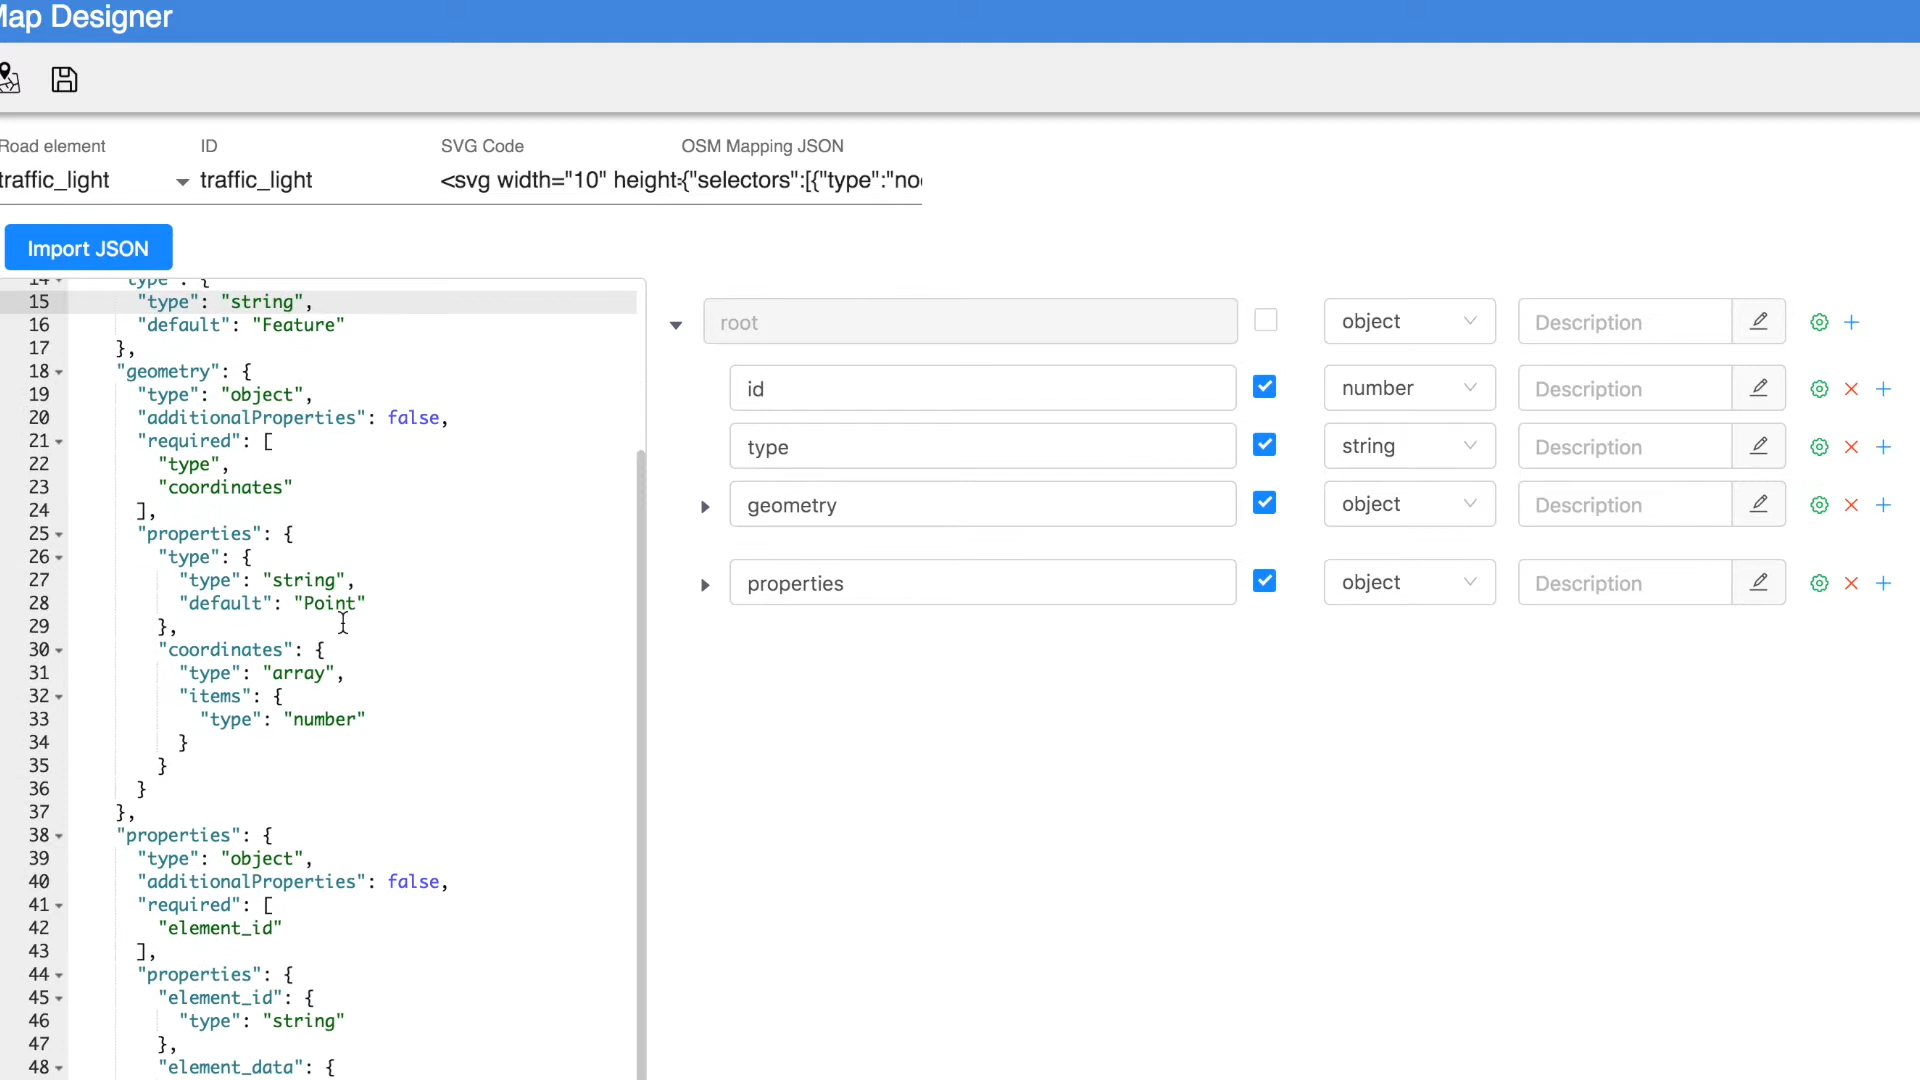 Map Designer
Road element ID SVG Code OSM Mapping JSON
traffic_light traffic_light <svg width="10" height={"selectors":[{"type":"no
Import JSON
14 "type": {
15 "type": "string",
16 "default": "Feature"
17 },
18 "geometry": {
19 "type": "object",
20 "additionalProperties": false,
21 "required": [
22 "type",
23 "coordinates"
24 ],
25 "properties": {
26 "type": {
27 "type": "string",
28 "default": "Point"
29 },
30 "coordinates": {
31 "type": "array",
32 "items": {
33 "type": "number"
34 }
35 }
36 }
37 },
38 "properties": {
39 "type": "object",
40 "additionalProperties": false,
41 "required": [
42 "element_id"
43 ],
44 "properties": {
45 "element_id": {
46 "type": "string"
47 },
48 "element_data": {
root object Description
id number Description
type string Description
geometry object Description
properties object Description